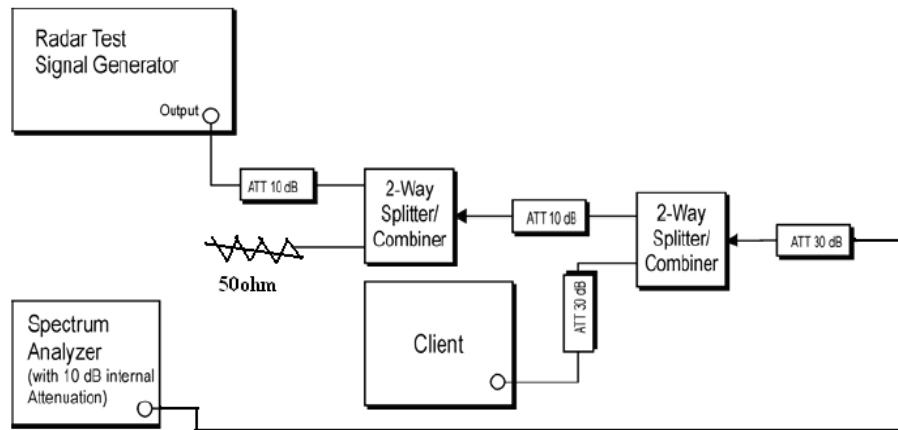 Radar Test
Signal Generator
Output
ATT 10 dB
2-Way
Splitter/
Combiner
ATT 10 dB
2-Way
Splitter/
Combiner
ATT 30 dB
50ohm
ATT 30 dB
Spectrum
Analyzer
(with 10 dB internal
Attenuation)
Client